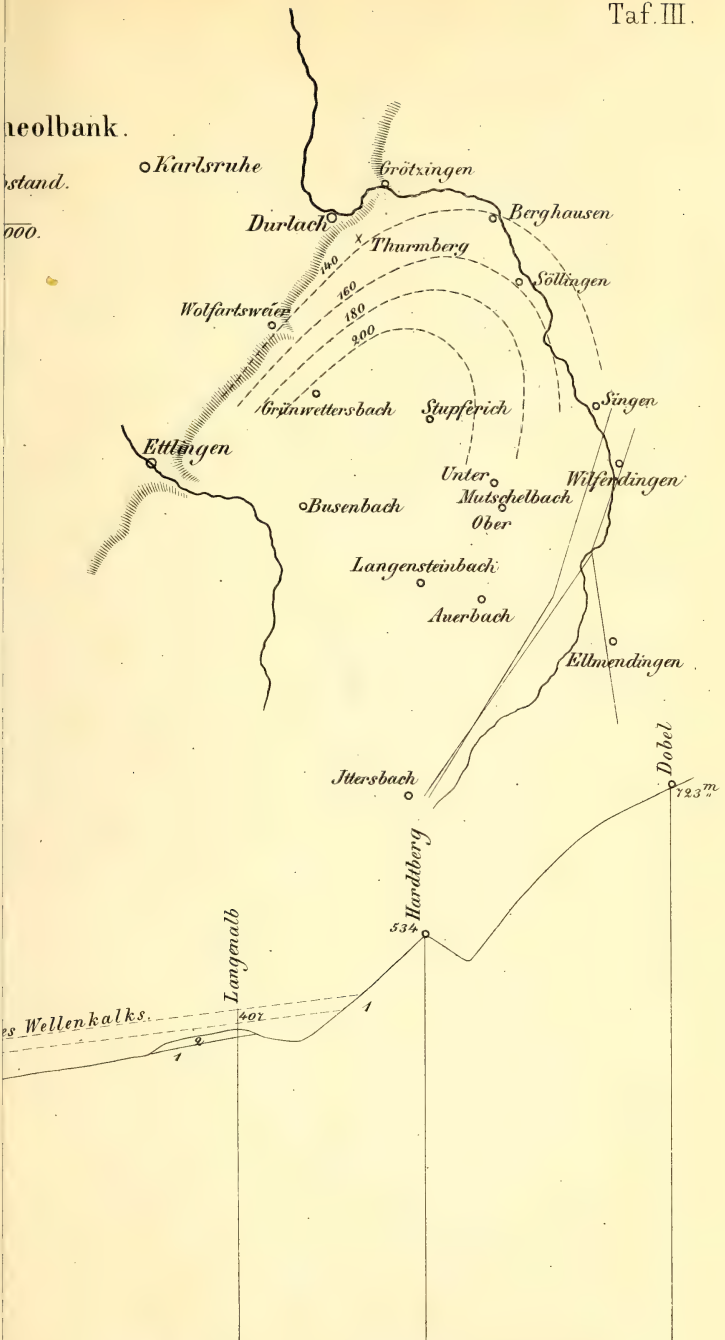 Taf. III.
neolbank.
Karlsruhe
stand.
Grötzingen
000.
Durlach
Berghausen
Thurmberg
140
Söllingen
160
Wolfartsweier
180
200
Grünwettersbach
Stupferich
Singen
Ettlingen
Unter
Wilferdingen
Mutschelbach
Busenbach
Ober
Langensteinbach
Auerbach
Ellmendingen
Ittersbach
Dobel
723 m
Hardtberg
534
Langenalb
es Wellenkalks.
407
1
2
1